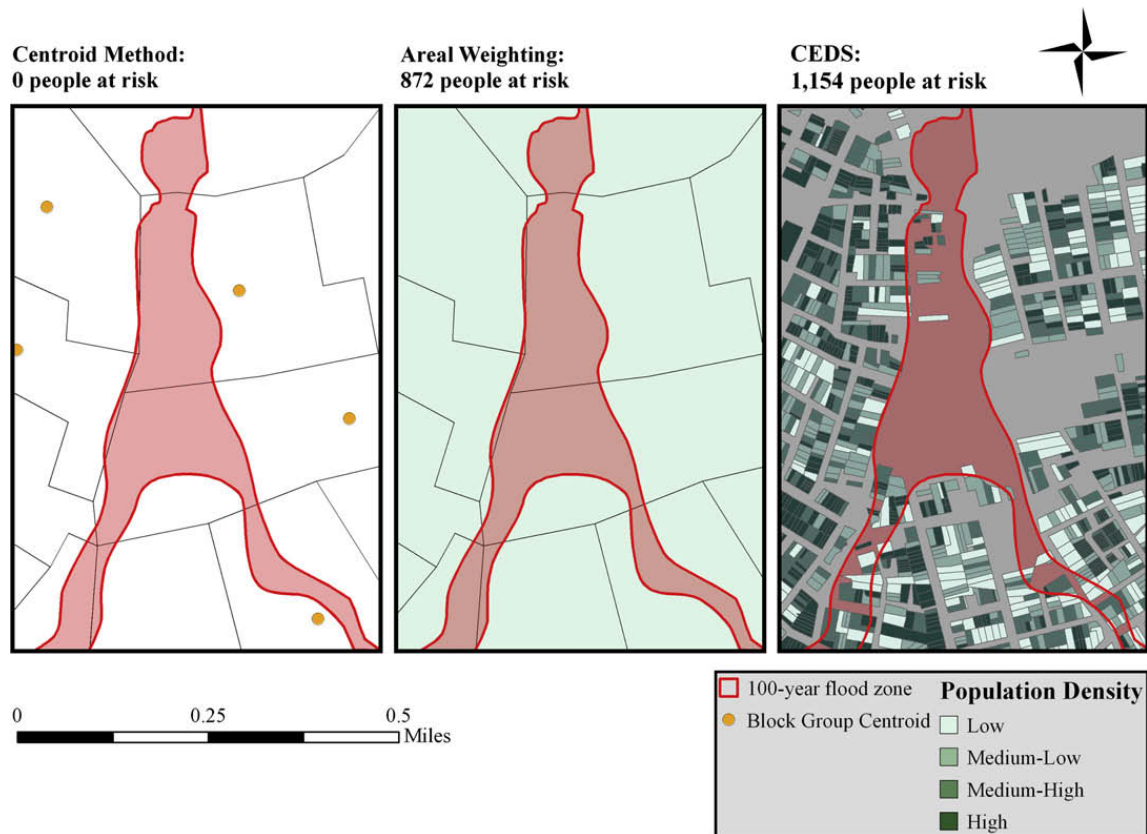 Centroid Method:
0 people at risk
Areal Weighting:
872 people at risk
CEDS:
1,154 people at risk
0
0.25
0.5
Miles
100-year flood zone
Block Group Centroid
Population Density
Low
Medium-Low
Medium-High
High